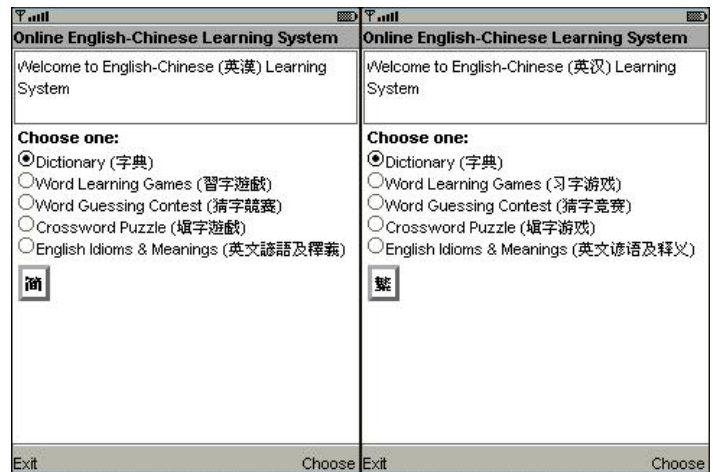 Online English-Chinese Learning System
Welcome to English-Chinese (英漢) Learning
System
Choose one:
Dictionary (字典)
Word Learning Games (習字遊戲)
Word Guessing Contest (猜字競賽)
Crossword Puzzle (填字遊戲)
English Idioms & Meanings (英文諺語及釋義)
简
Exit Choose
Online English-Chinese Learning System
Welcome to English-Chinese (英汉) Learning
System
Choose one:
Dictionary (字典)
Word Learning Games (习字游戏)
Word Guessing Contest (猜字竞赛)
Crossword Puzzle (填字游戏)
English Idioms & Meanings (英文谚语及释义)
繁
Exit Choose